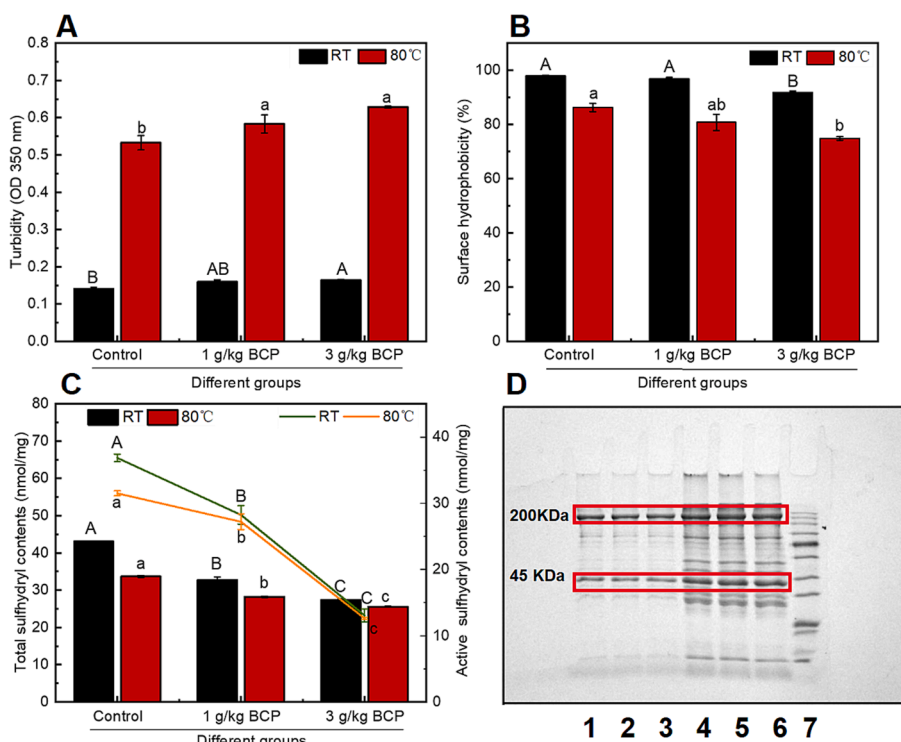 A
0.8
0.7
0.6
0.5
0.4
0.3
0.2
0.1
0.0
Turbidity (OD 350 nm)
RT 80℃
B b
AB a
A a
Control 1 g/kg BCP 3 g/kg BCP
Different groups
B
100
80
60
40
20
0
Surface hydrophobicity (%)
RT 80℃
A a
A ab
B b
Control 1 g/kg BCP 3 g/kg BCP
Different groups
C
80
70
60
50
40
30
20
10
0
Total sulfhydryl contents (nmol/mg)
RT 80℃ RT 80℃
A
a
B
b
C
c
A a
B b
C c
40
30
20
10
0
Active sulfhydryl contents (nmol/mg)
Control 1 g/kg BCP 3 g/kg BCP
Different groups
D
200KDa
45 KDa
1 2 3 4 5 6 7